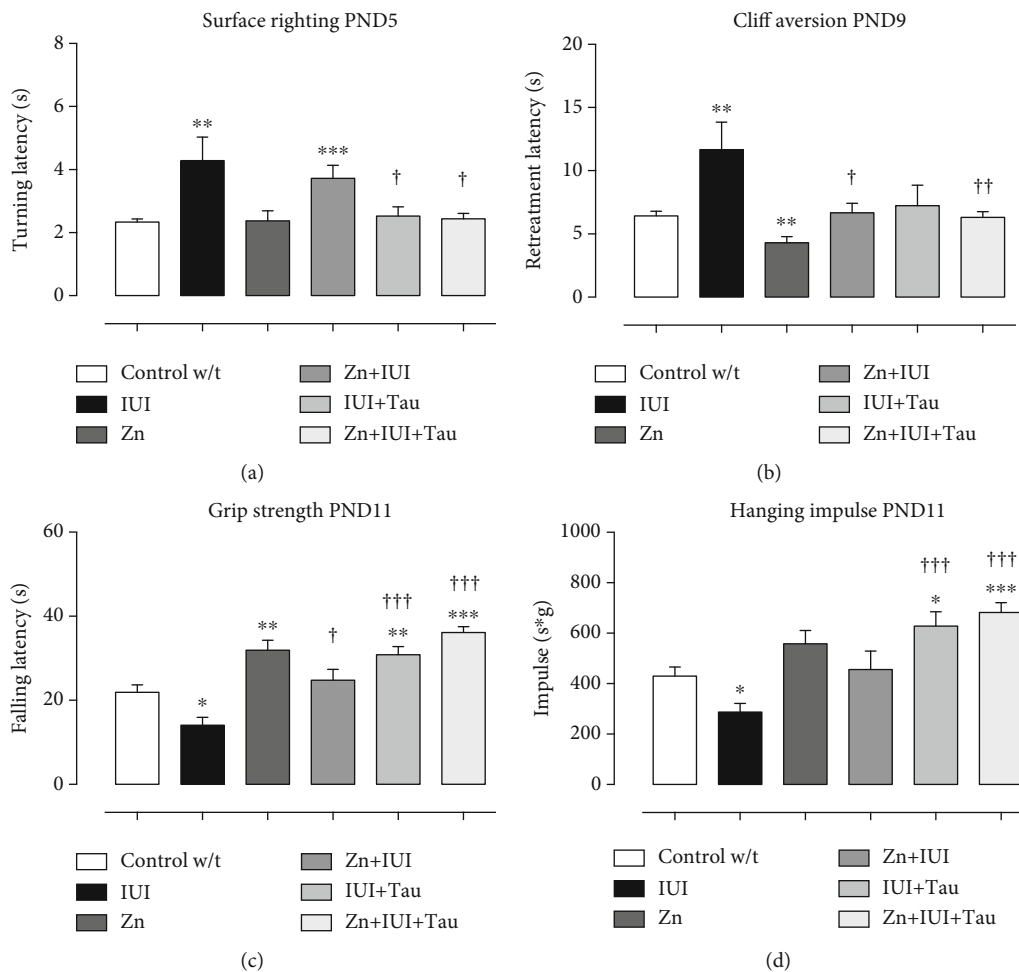 Surface righting PND5
Turning latency (s)
8
6
4
2
0
**
***
†
†
Control w/t
IUI
Zn
Zn+IUI
IUI+Tau
Zn+IUI+Tau
(a)
Cliff aversion PND9
Retreatment latency (s)
20
15
10
5
0
**
**
†
††
Control w/t
IUI
Zn
Zn+IUI
IUI+Tau
Zn+IUI+Tau
(b)
Grip strength PND11
Falling latency (s)
60
40
20
0
*
**
†
†††
**
†††
***
Control w/t
IUI
Zn
Zn+IUI
IUI+Tau
Zn+IUI+Tau
(c)
Hanging impulse PND11
Impulse (s*g)
1000
800
600
400
200
0
*
†††
*
†††
***
Control w/t
IUI
Zn
Zn+IUI
IUI+Tau
Zn+IUI+Tau
(d)